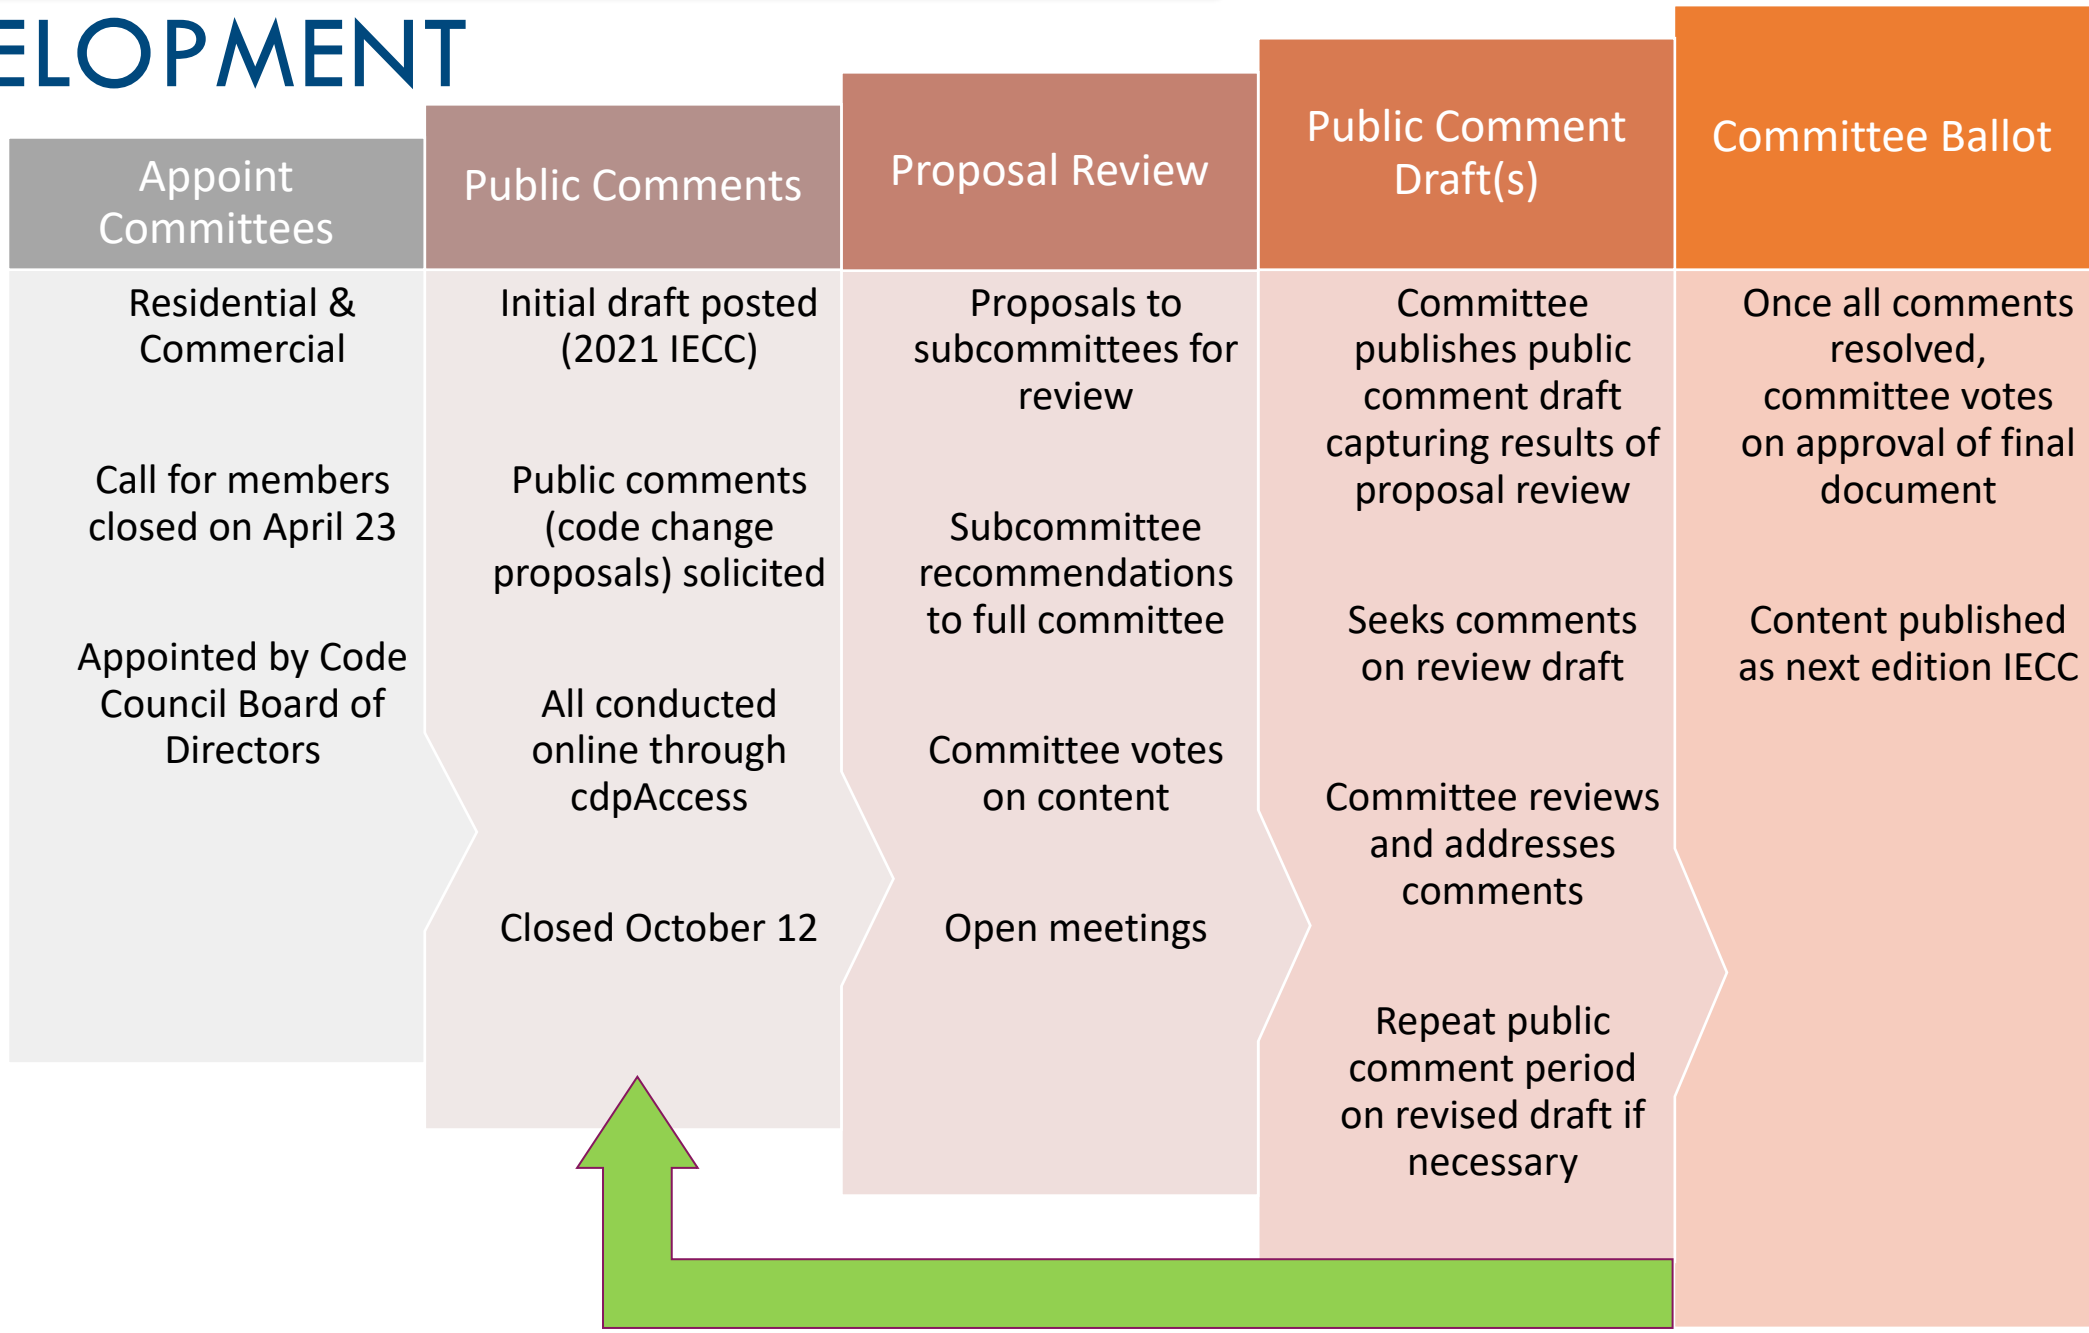 ELOPMENT
Appoint
Committees
Residential &
Commercial
Call for members
closed on April 23
Appointed by Code
Council Board of
Directors
Public Comments
Initial draft posted
(2021 IECC)
Public comments
(code change
proposals) solicited
All conducted
online through
cdpAccess
Closed October 12
Proposal Review
Proposals to
subcommittees for
review
Subcommittee
recommendations
to full committee
Committee votes
on content
Open meetings
Public Comment
Draft(s)
Committee
publishes public
comment draft
capturing results of
proposal review
Seeks comments
on review draft
Committee reviews
and addresses
comments
Repeat public
comment period
on revised draft if
necessary
Committee Ballot
Once all comments
resolved,
committee votes
on approval of final
document
Content published
as next edition IECC